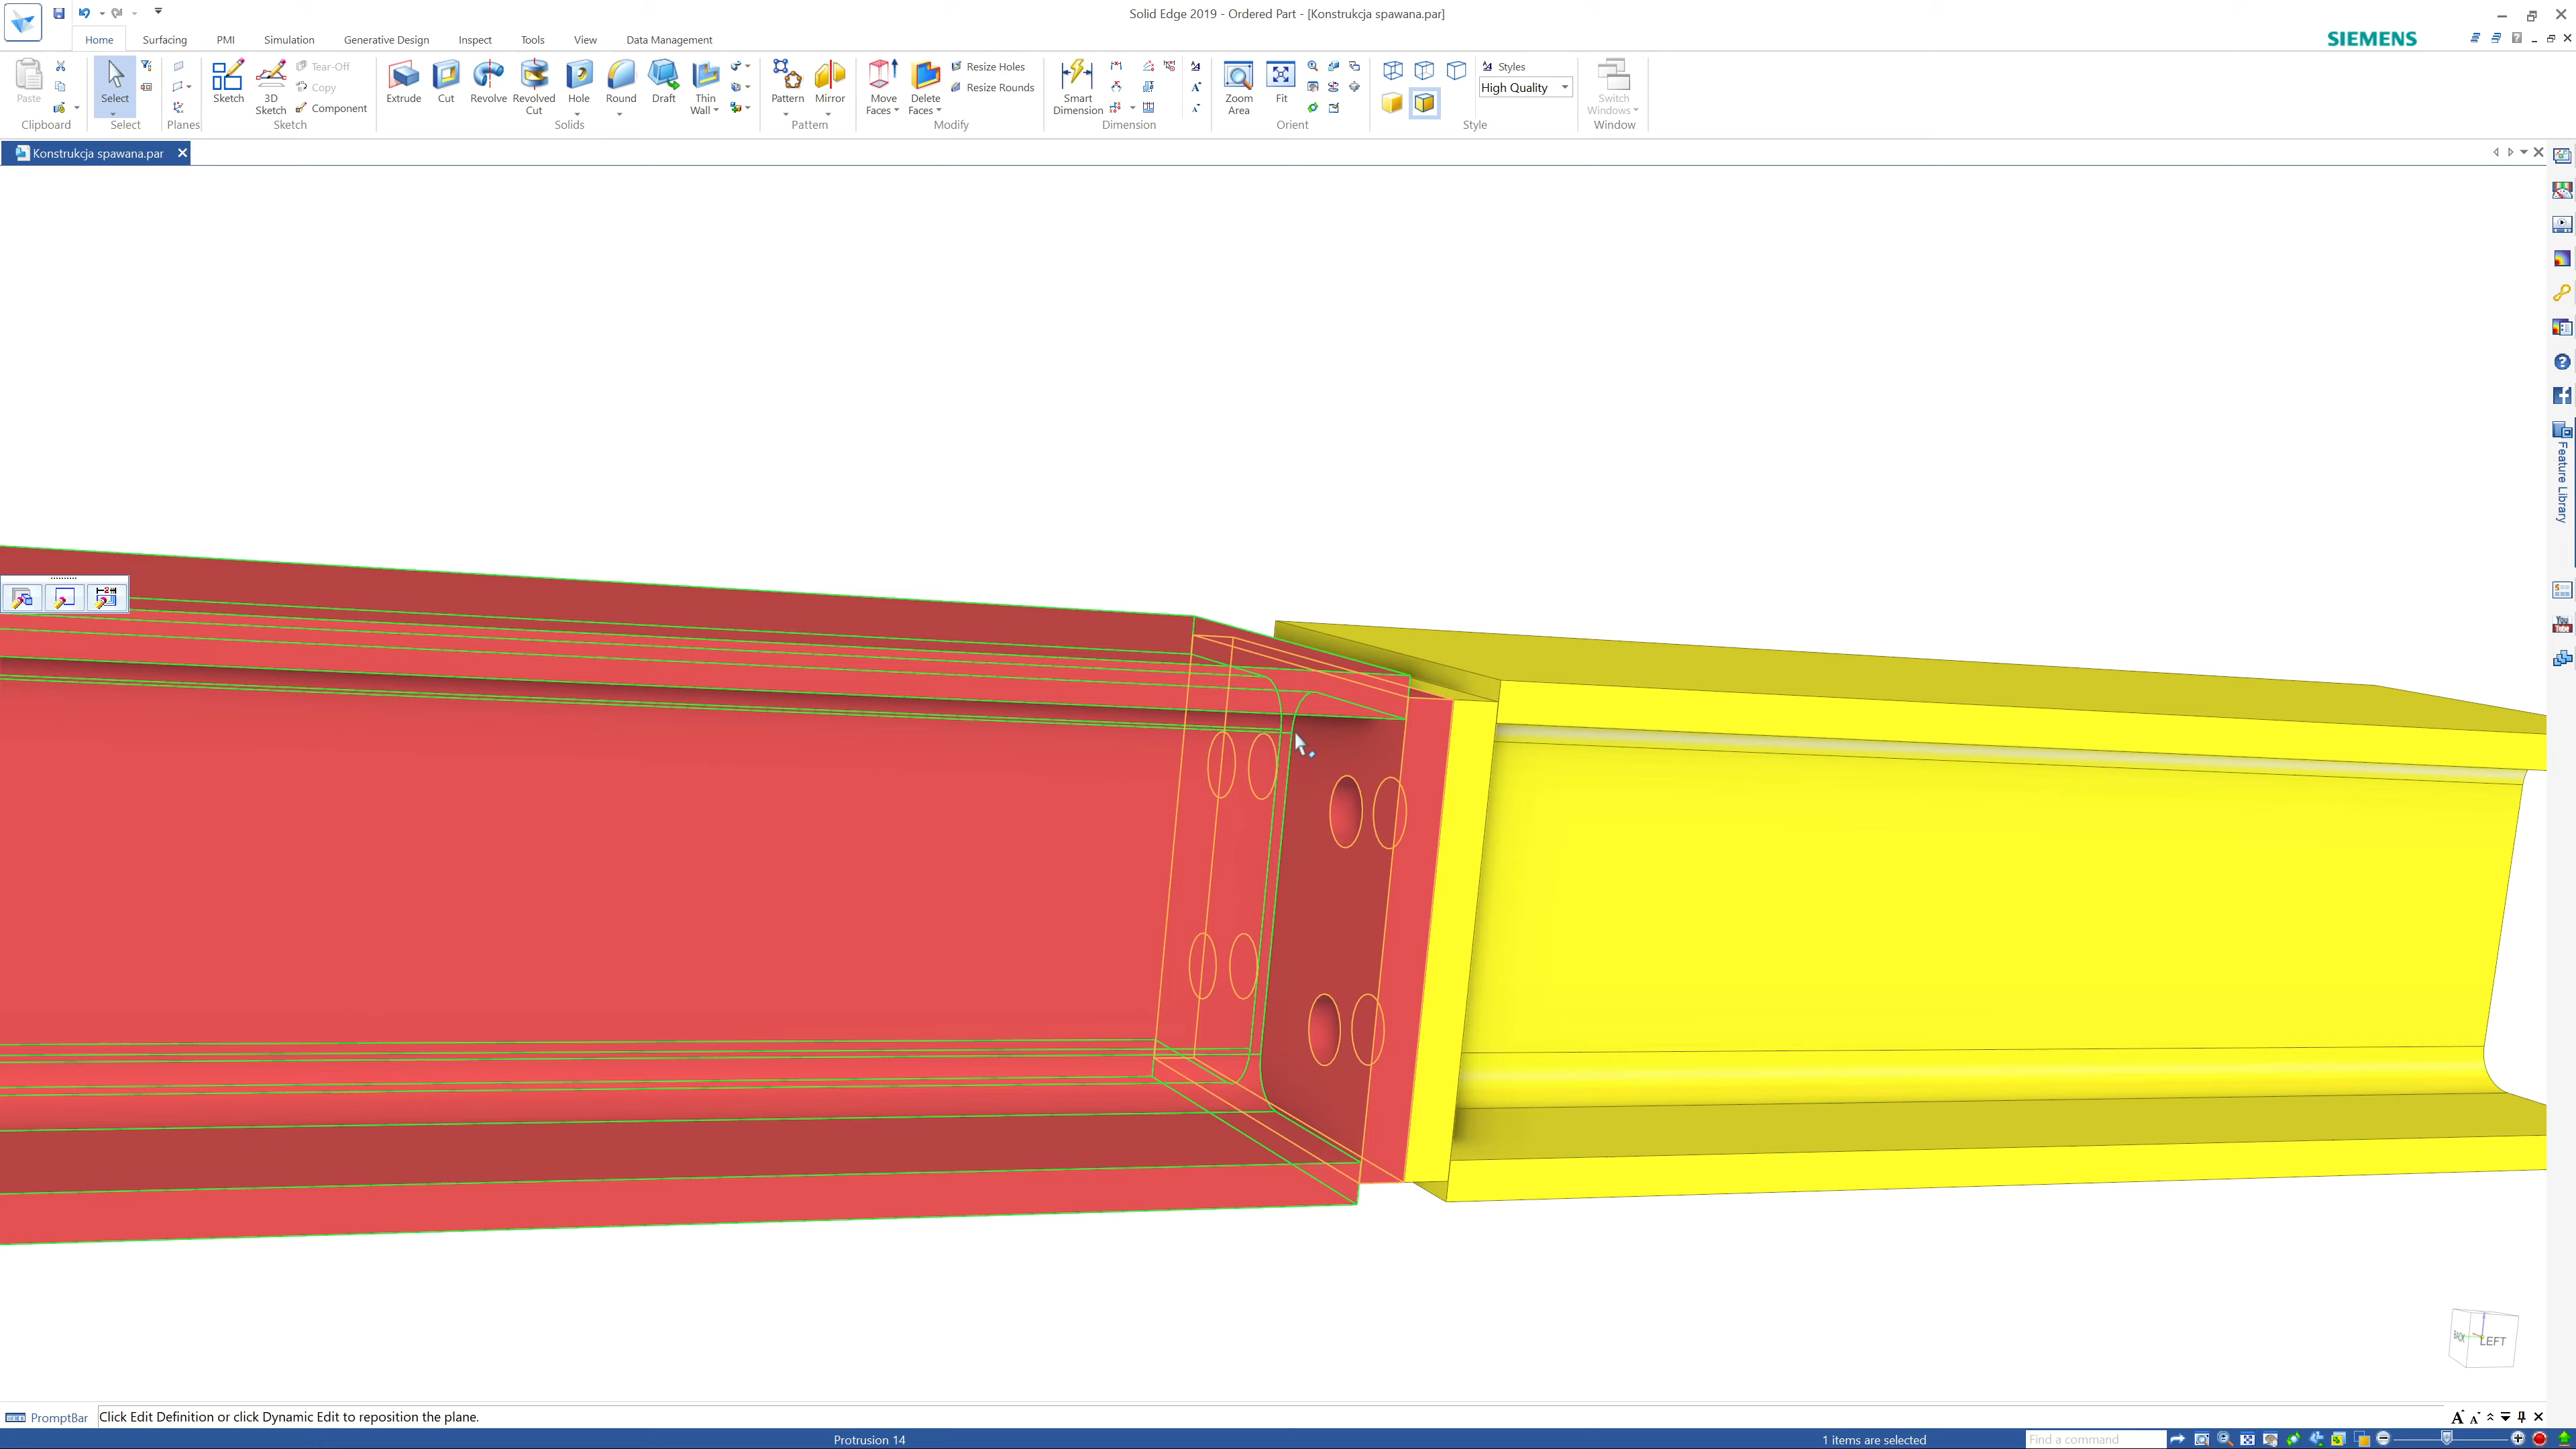 Solid Edge 2019 - Ordered Part - [Konstrukcja spawana.par]
Home Surfacing PMI Simulation Generative Design Inspect Tools View Data Management
SIEMENS
Paste
Clipboard
Select
Select
Planes
Sketch
3D Sketch
Tear-Off
Copy
Component
Sketch
Extrude
Cut
Revolve
Revolved Cut
Hole
Round
Draft
Thin Wall
Solids
Pattern
Mirror
Pattern
Move Faces
Delete Faces
Resize Holes
Resize Rounds
Modify
Smart Dimension
Dimension
Zoom Area
Fit
Orient
Styles
High Quality
Style
Switch Windows
Window
Konstrukcja spawana.par
Feature Library
BACK
LEFT
PromptBar
Click Edit Definition or click Dynamic Edit to reposition the plane.
Protrusion 14
1 items are selected
Find a command